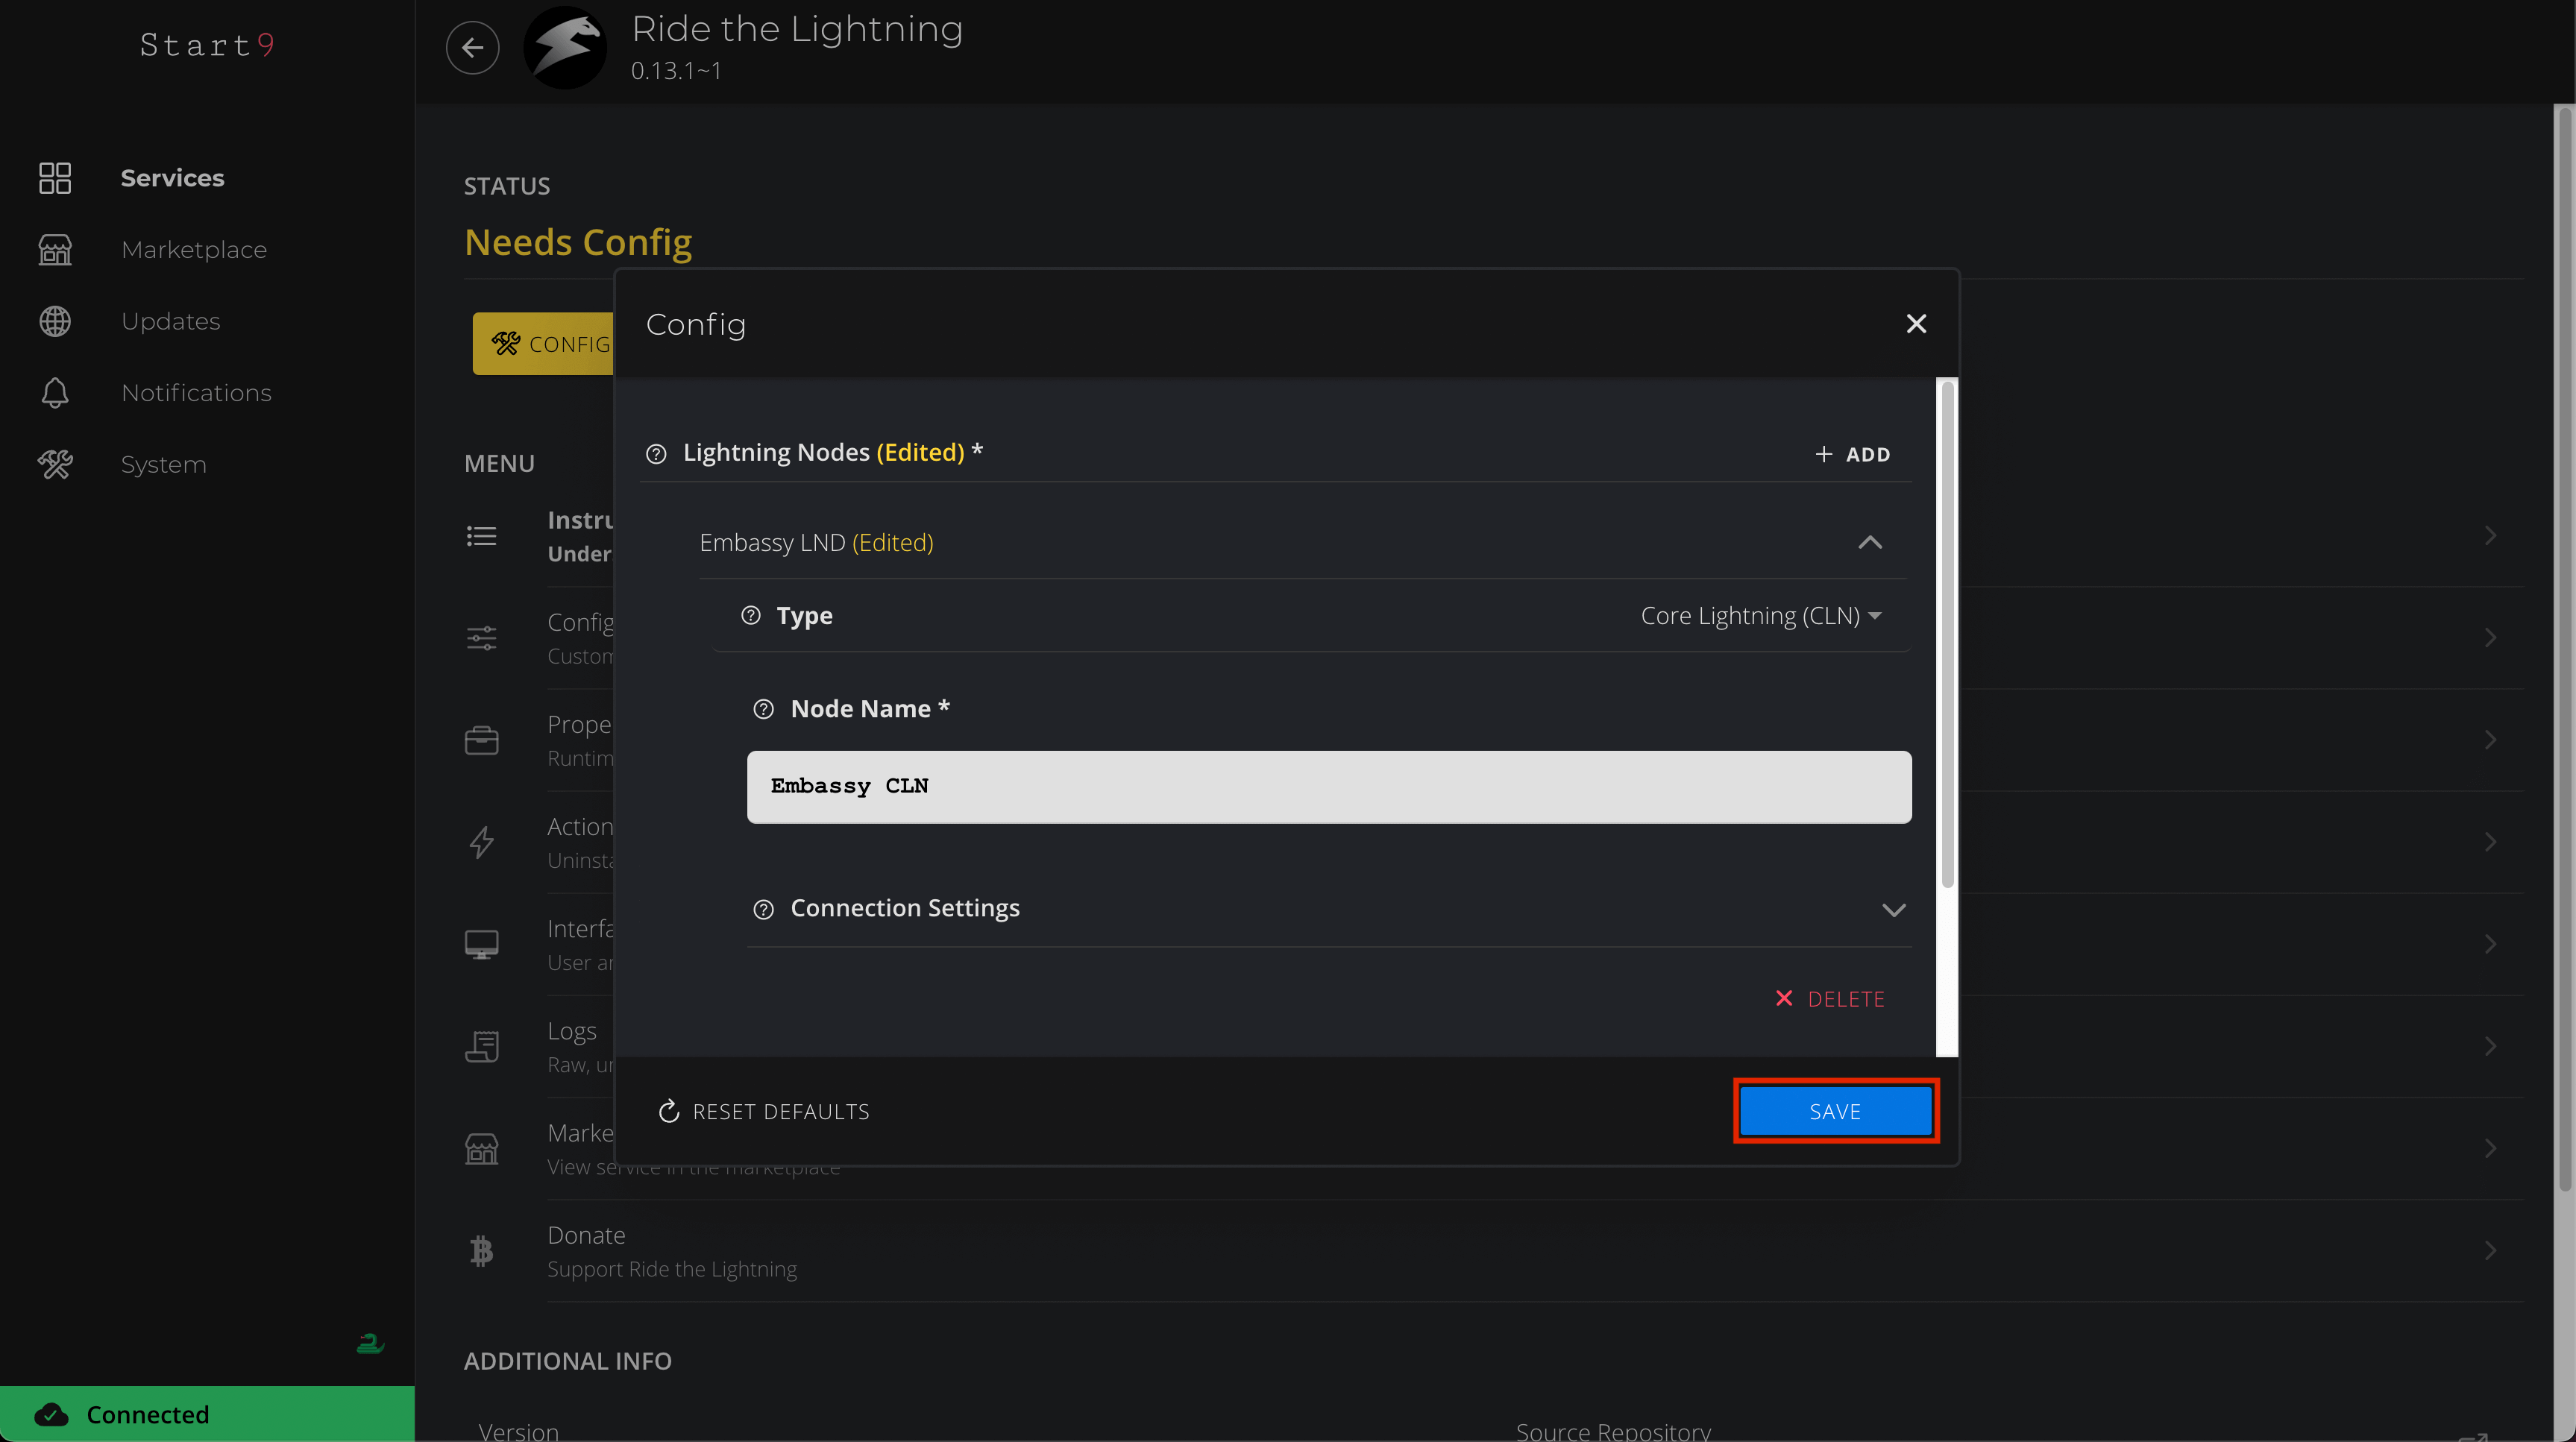 Start9
Services
Marketplace
Updates
Notifications
System
Connected
Ride the Lightning
0.13.1~1
STATUS
Needs Config
CONFIG
MENU
Instru
Under
Config
Custom
Prope
Runtim
Action
Uninsta
Interfa
User ar
Logs
Raw, ur
Marke
View service in the marketplace
Donate
Support Ride the Lightning
ADDITIONAL INFO
Version
Source Repository
Config
Lightning Nodes (Edited) *
ADD
Embassy LND (Edited)
Type
Core Lightning (CLN)
Node Name *
Embassy CLN
Connection Settings
DELETE
RESET DEFAULTS
SAVE